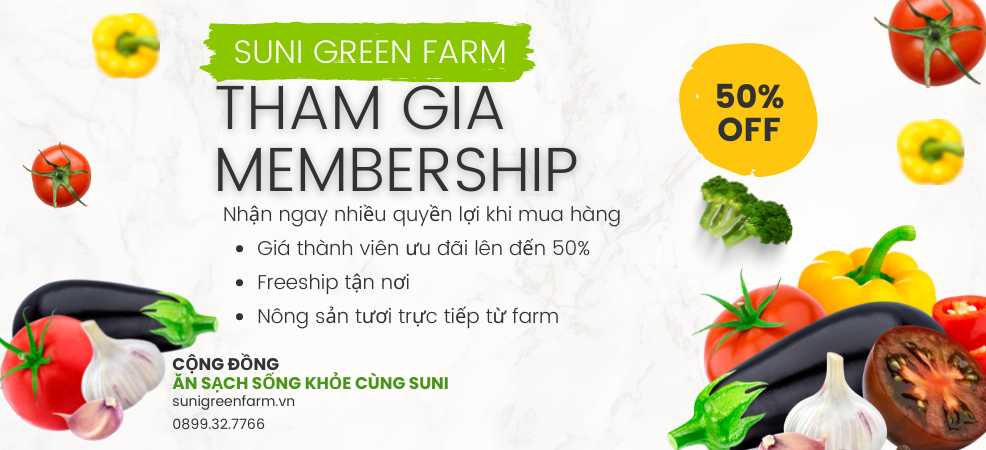 SUNI GREEN FARM
THAM GIA
MEMBERSHIP
50%
OFF
Nhận ngay nhiều quyền lợi khi mua hàng
• Giá thành viên ưu đãi lên đến 50%
• Freeship tận nơi
• Nông sản tươi trực tiếp từ farm
CỘNG ĐỒNG
ĂN SẠCH SỐNG KHỎE CÙNG SUNI
sunigreenfarm.vn
0899.32.7766